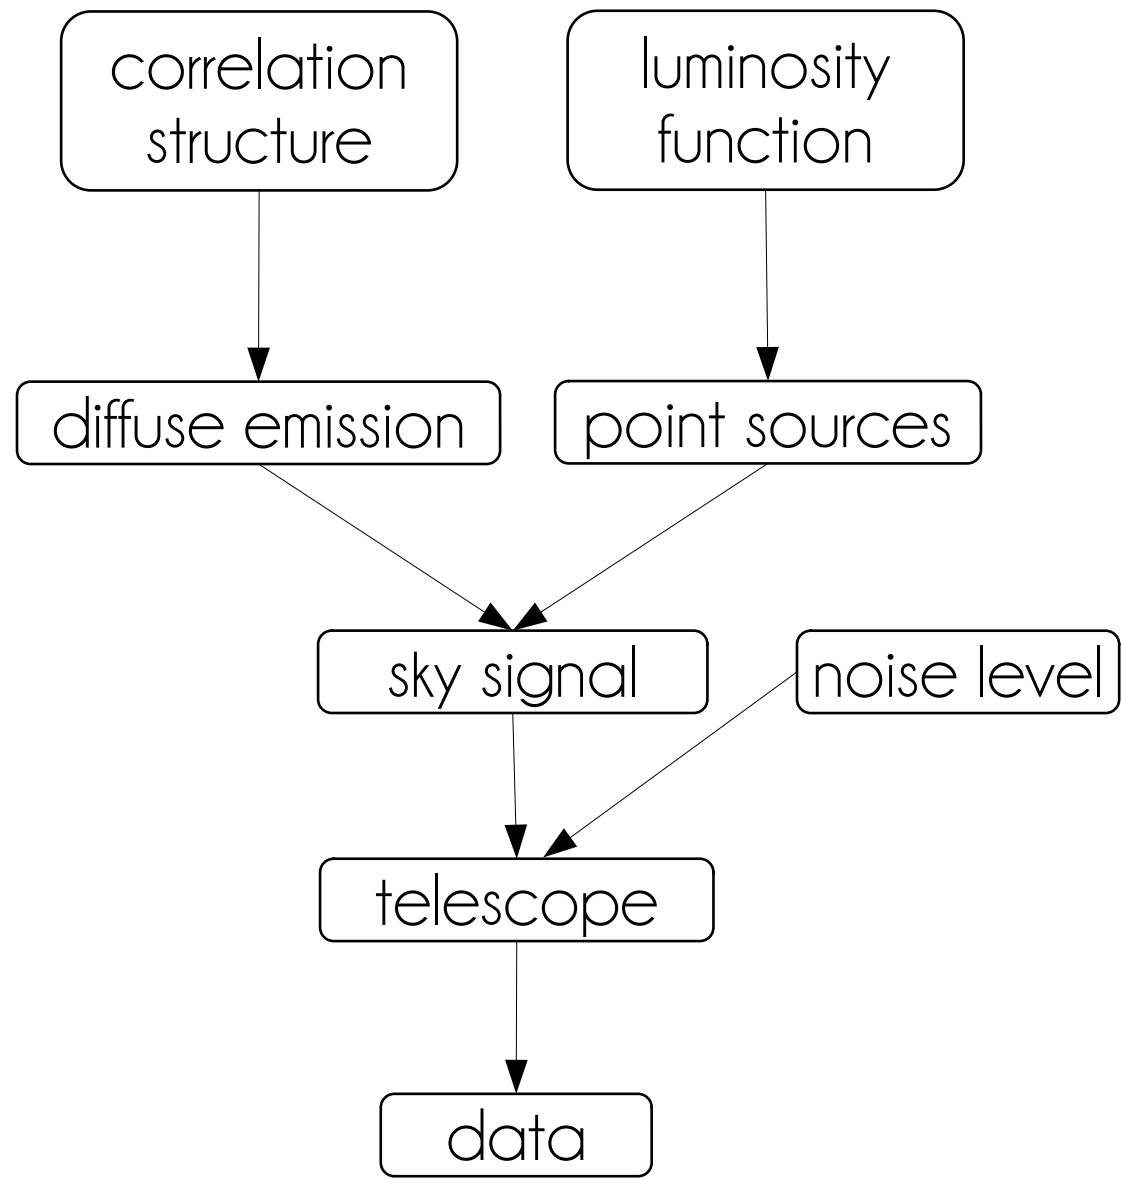 correlation
structure
luminosity
function
diffuse emission
point sources
sky signal
noise level
telescope
data